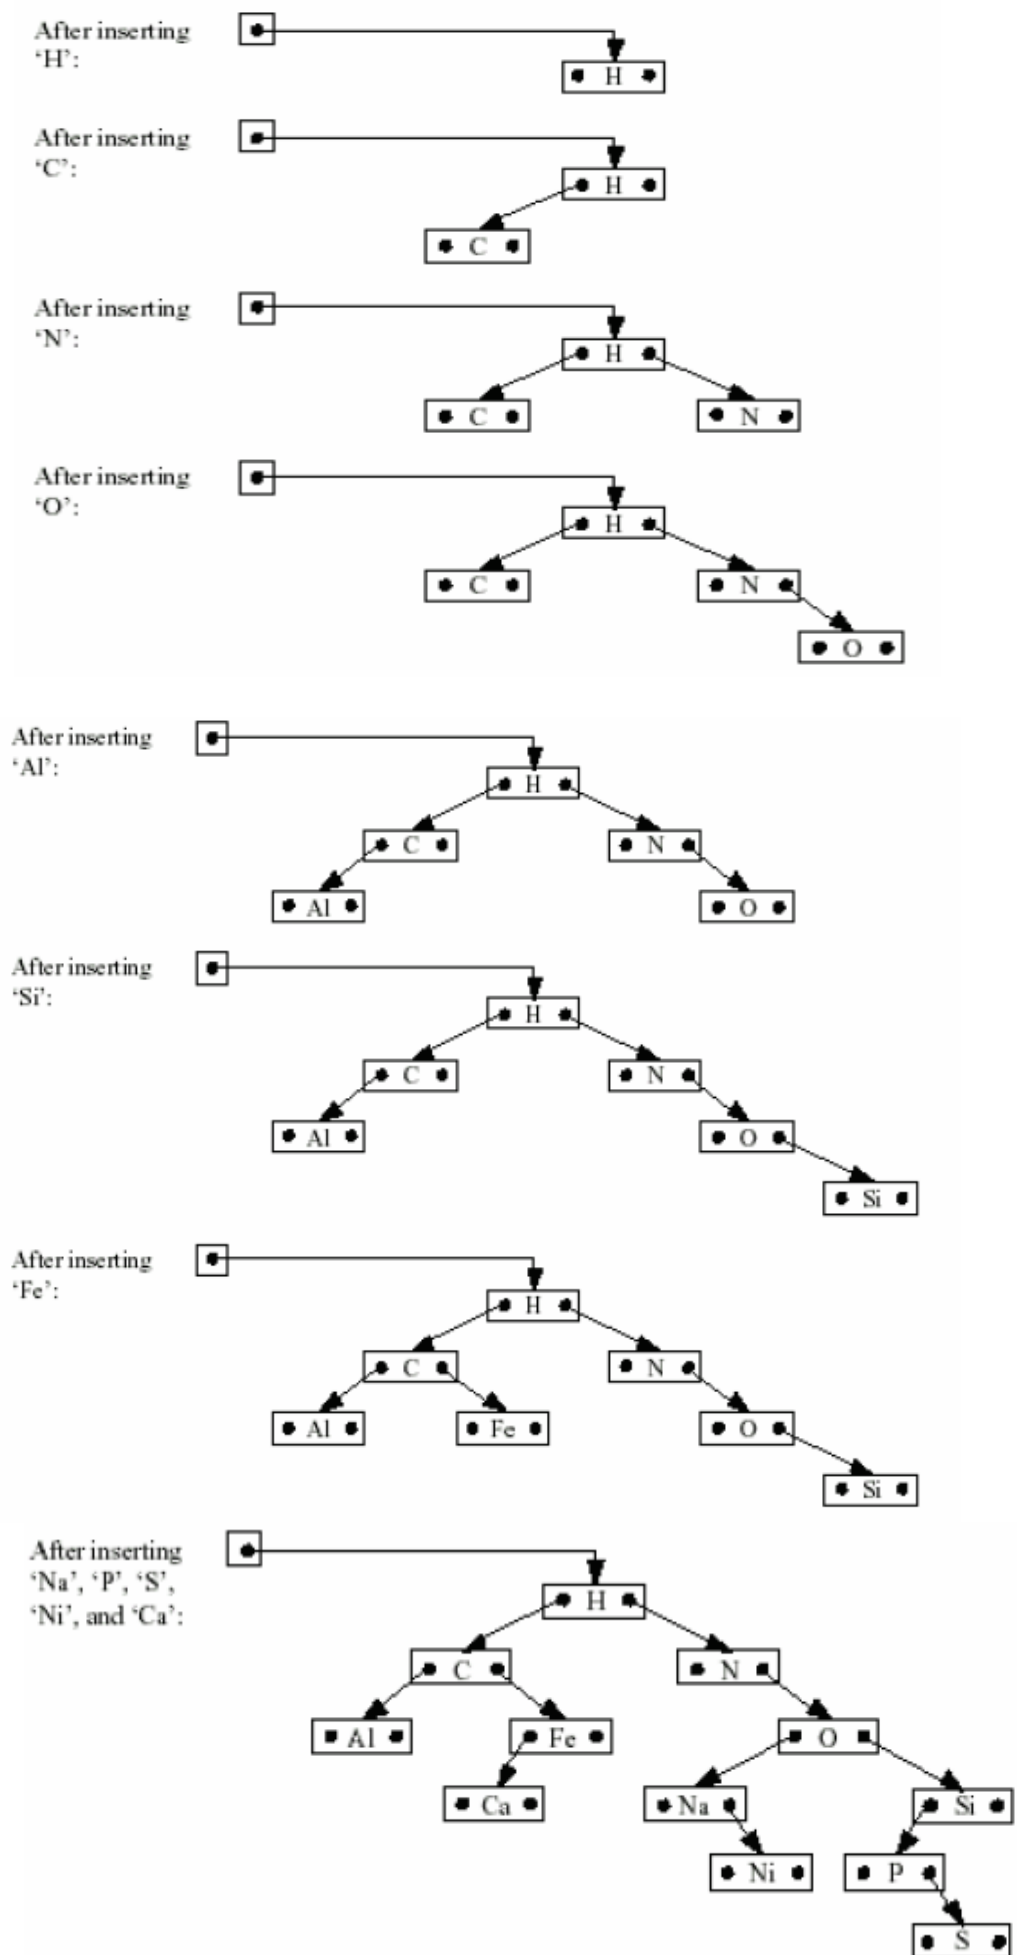 After inserting
‘H’:
H
After inserting
‘C’:
H
C
After inserting
‘N’:
H
C N
After inserting
‘O’:
H
C N
O
After inserting
‘Al’:
H
C N
Al O
After inserting
‘Si’:
H
C N
Al O
Si
After inserting
‘Fe’:
H
C N
Al Fe O
Si
After inserting
‘Na’, ‘P’, ‘S’,
‘Ni’, and ‘Ca’:
H
C N
Al Fe O
Ca Na Si
Ni P
S